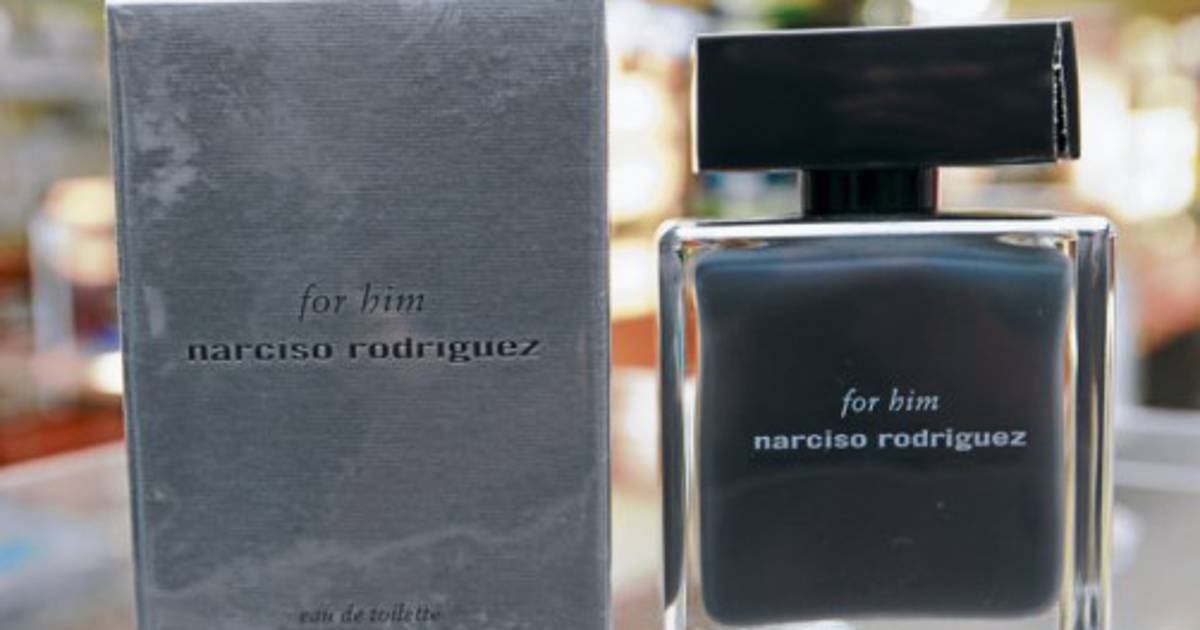 for him
narciso rodriguez
eau de toilette
for him
narciso rodriguez